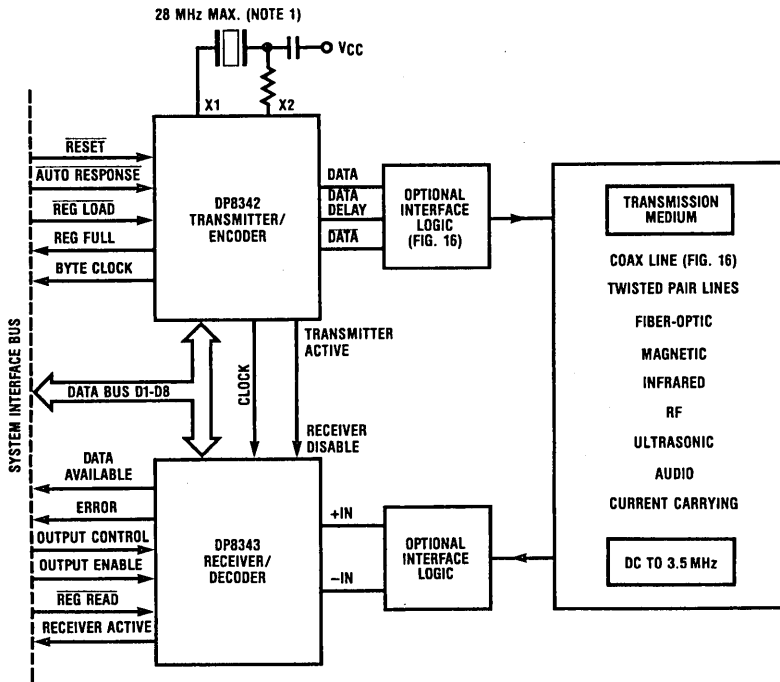 28 MHz MAX. (NOTE 1)
VCC
X1
X2
RESET
AUTO RESPONSE
REG LOAD
REG FULL
BYTE CLOCK
DP8342
TRANSMITTER/
ENCODER
DATA
DATA
DELAY
DATA
OPTIONAL
INTERFACE
LOGIC
(FIG. 16)
TRANSMISSION
MEDIUM
COAX LINE (FIG. 16)
TWISTED PAIR LINES
FIBER-OPTIC
MAGNETIC
INFRARED
RF
ULTRASONIC
AUDIO
CURRENT CARRYING
DC TO 3.5 MHz
SYSTEM INTERFACE BUS
DATA BUS D1-D8
CLOCK
TRANSMITTER
ACTIVE
RECEIVER
DISABLE
DATA
AVAILABLE
ERROR
OUTPUT CONTROL
OUTPUT ENABLE
REG READ
RECEIVER ACTIVE
DP8343
RECEIVER/
DECODER
+IN
−IN
OPTIONAL
INTERFACE
LOGIC